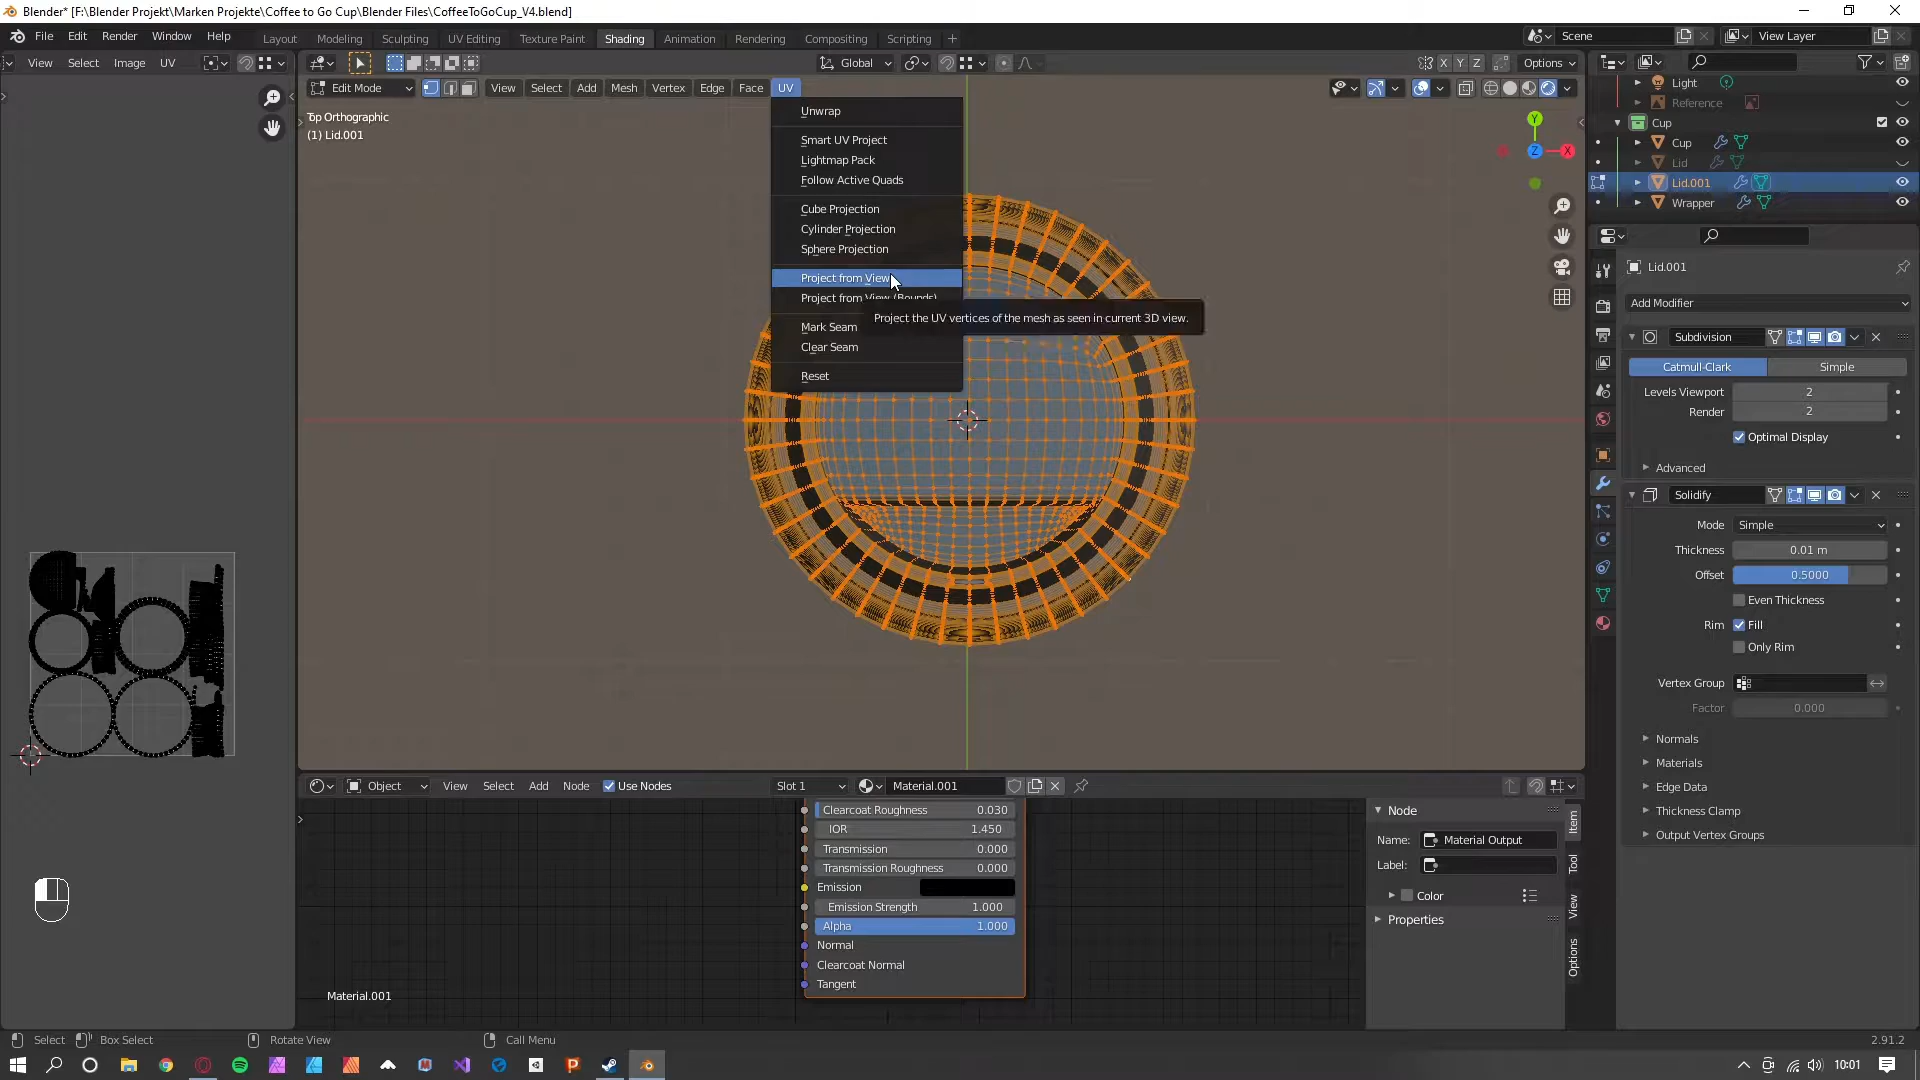 Blender* [F:\Blender Projekt\Marken Projekte\Coffee to Go Cup\Blender Files\CoffeeToGoCup_V4.blend]
File Edit Render Window Help
Layout Modeling Sculpting UV Editing Texture Paint Shading Animation Rendering Compositing Scripting
Scene
View Layer
View Select Image UV
Global
X Y Z
Options
Edit Mode
View Select Add Mesh Vertex Edge Face UV
Top Orthographic
(1) Lid.001
Unwrap
Smart UV Project
Lightmap Pack
Follow Active Quads
Cube Projection
Cylinder Projection
Sphere Projection
Project from View
Project from View (Bounds)
Project the UV vertices of the mesh as seen in current 3D view.
Mark Seam
Clear Seam
Reset
Y
Z
X
Light
Reference
Cup
Cup
Lid
Lid.001
Wrapper
Lid.001
Add Modifier
Subdivision
Catmull-Clark Simple
Levels Viewport 2
Render 2
Optimal Display
Advanced
Solidify
Mode Simple
Thickness 0.01 m
Offset 0.5000
Even Thickness
Rim Fill
Only Rim
Vertex Group
Factor 0.000
Normals
Materials
Edge Data
Thickness Clamp
Output Vertex Groups
Object View Select Add Node Use Nodes Slot 1 Material.001
Clearcoat Roughness 0.030
IOR 1.450
Transmission 0.000
Transmission Roughness 0.000
Emission
Emission Strength 1.000
Alpha 1.000
Normal
Clearcoat Normal
Tangent
Material.001
Node
Name: Material Output
Label:
Color
Properties
Item
Tool
View
Options
Select Box Select Rotate View Call Menu
2.91.2
10:01